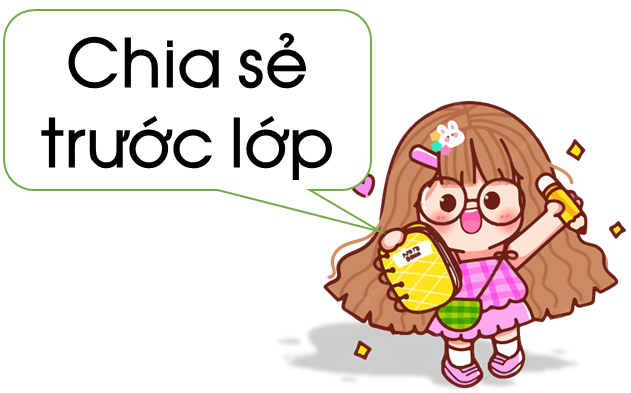 Chia sẻ
trước lớp